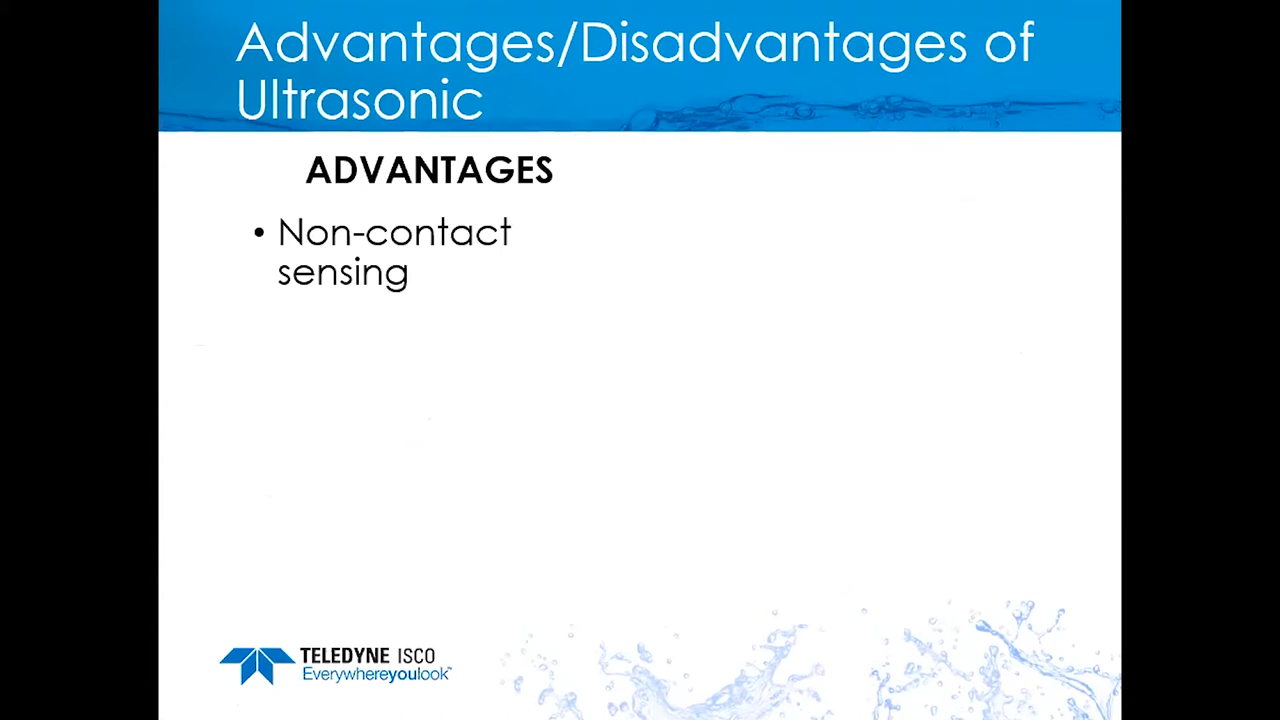 Advantages/Disadvantages of
Ultrasonic
ADVANTAGES
• Non-contact
sensing
TELEDYNE ISCO
Everywhereyoulook™